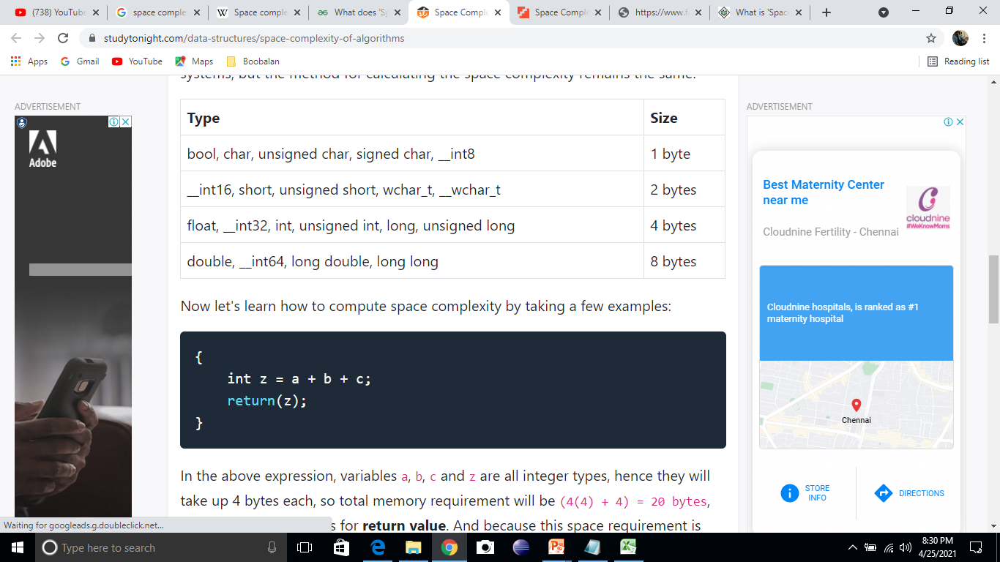 (738) YouTube
space comple
Space comple
What does 'Sp
Space Comple
Space Comple
https://www.f
What is 'Spac
studytonight.com/data-structures/space-complexity-of-algorithms
Apps
Gmail
YouTube
Maps
Boobalan
Reading list
systems, but the method for calculating the space complexity remains the same.
ADVERTISEMENT
Adobe
Type Size
bool, char, unsigned char, signed char, __int8 1 byte
__int16, short, unsigned short, wchar_t, __wchar_t 2 bytes
float, __int32, int, unsigned int, long, unsigned long 4 bytes
double, __int64, long double, long long 8 bytes
Now let's learn how to compute space complexity by taking a few examples:
{
int z = a + b + c;
return(z);
}
In the above expression, variables a, b, c and z are all integer types, hence they will
take up 4 bytes each, so total memory requirement will be (4(4) + 4) = 20 bytes,
s for return value. And because this space requirement is
ADVERTISEMENT
Best Maternity Center
near me
cloudnine
#WeKnowMoms
Cloudnine Fertility - Chennai
Cloudnine hospitals, is ranked as #1
maternity hospital
Chennai
STORE
INFO
DIRECTIONS
Waiting for googleads.g.doubleclick.net...
Type here to search
8:30 PM
4/25/2021